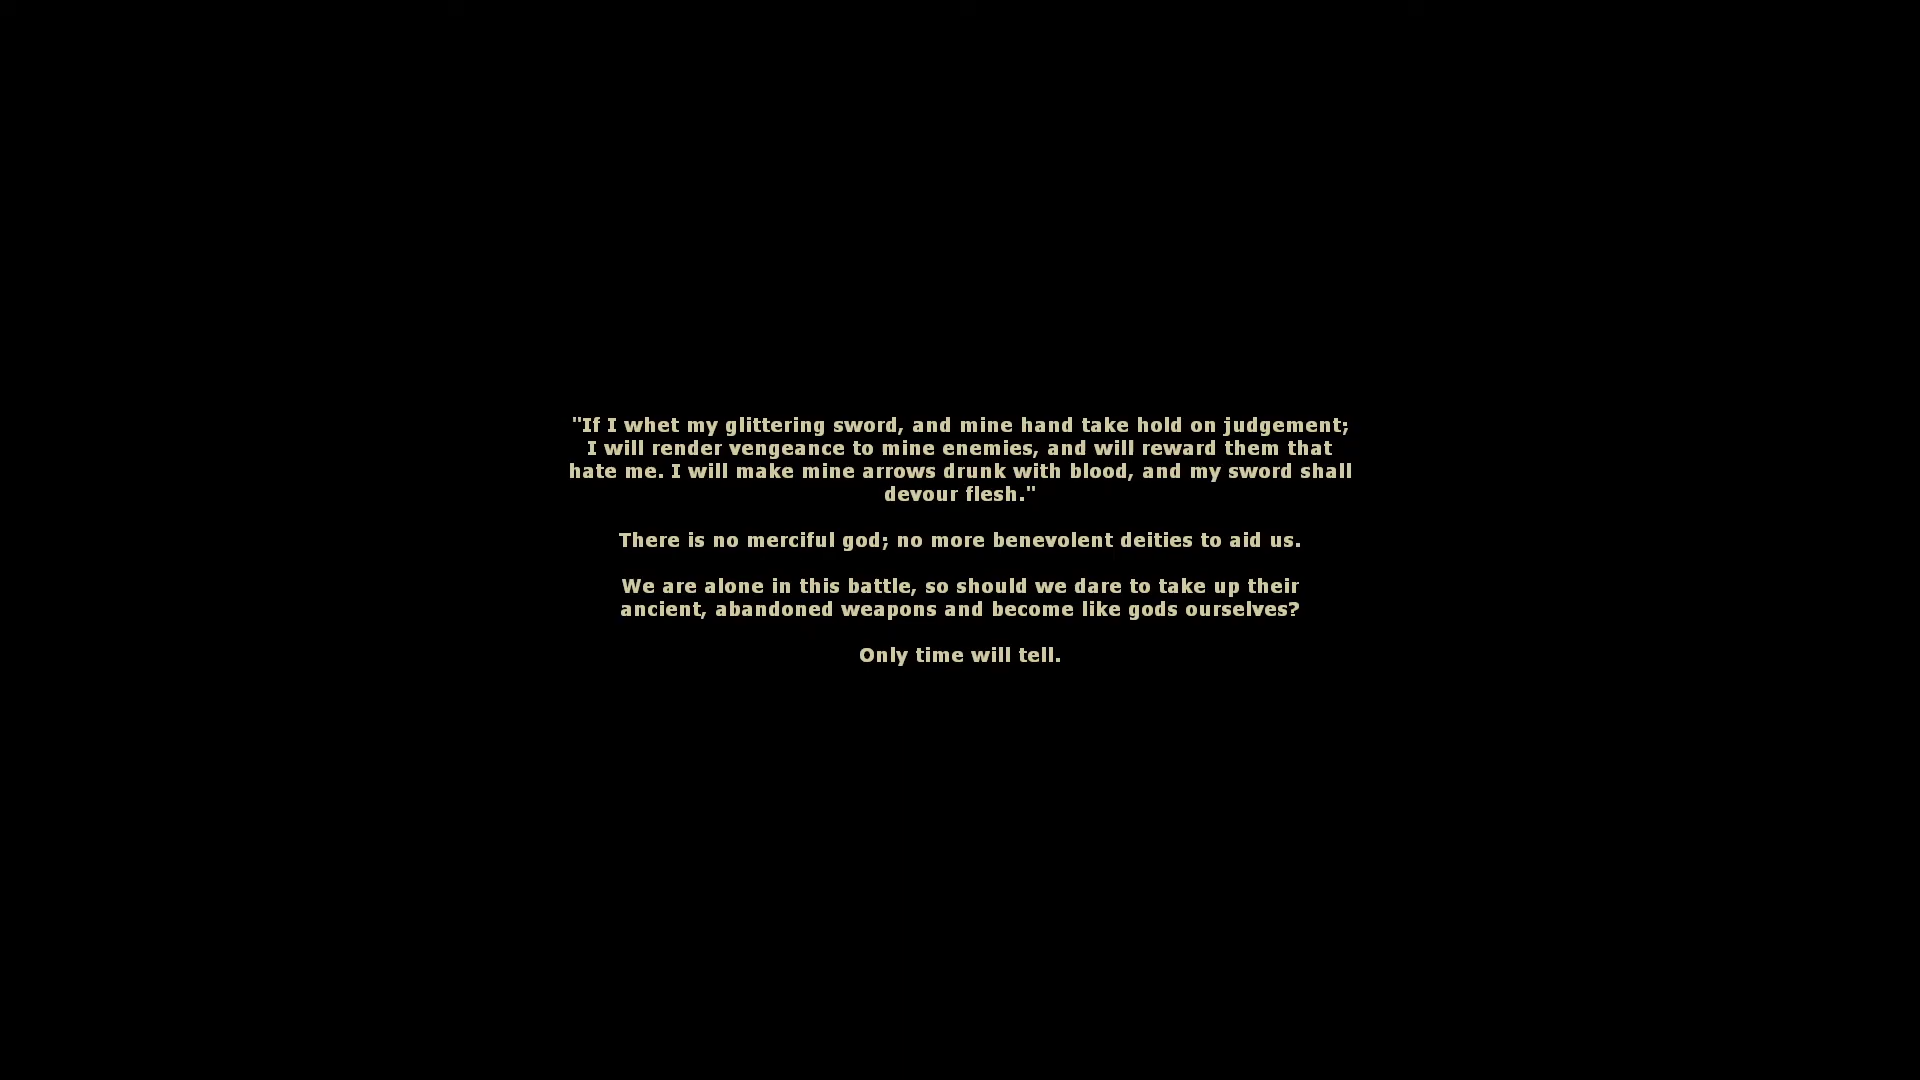 "If I whet my glittering sword, and mine hand take hold on judgement;
I will render vengeance to mine enemies, and will reward them that
hate me. I will make mine arrows drunk with blood, and my sword shall
devour flesh."
There is no merciful god; no more benevolent deities to aid us.
We are alone in this battle, so should we dare to take up their
ancient, abandoned weapons and become like gods ourselves?
Only time will tell.